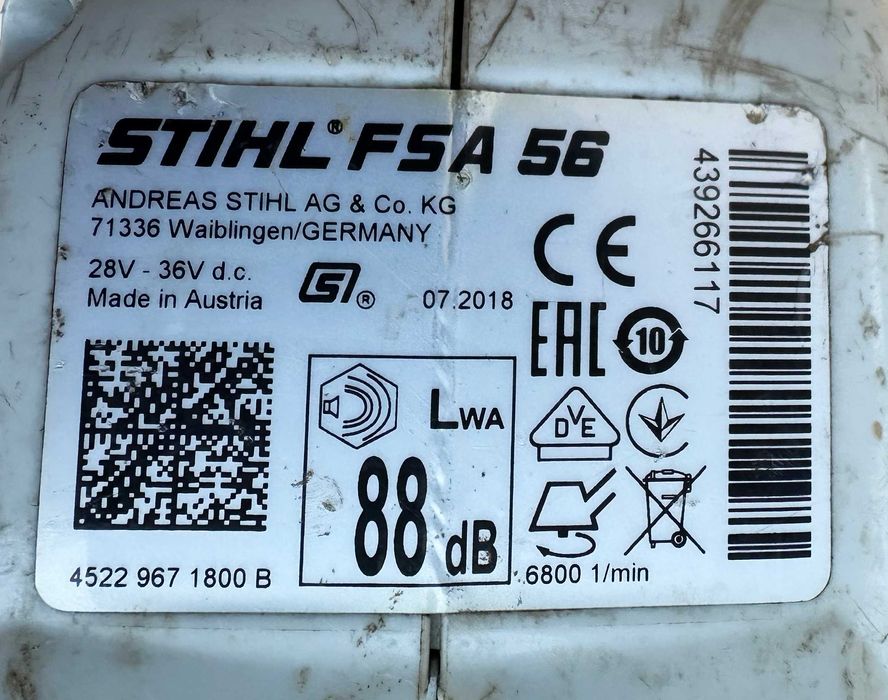 STIHL® FSA 56
ANDREAS STIHL AG & Co. KG
71336 Waiblingen/GERMANY
28V - 36V d.c.
Made in Austria
®
07.2018
CE
EAC
10
DVE
LWA
88 dB
4522 967 1800 B
6800 1/min
439266117